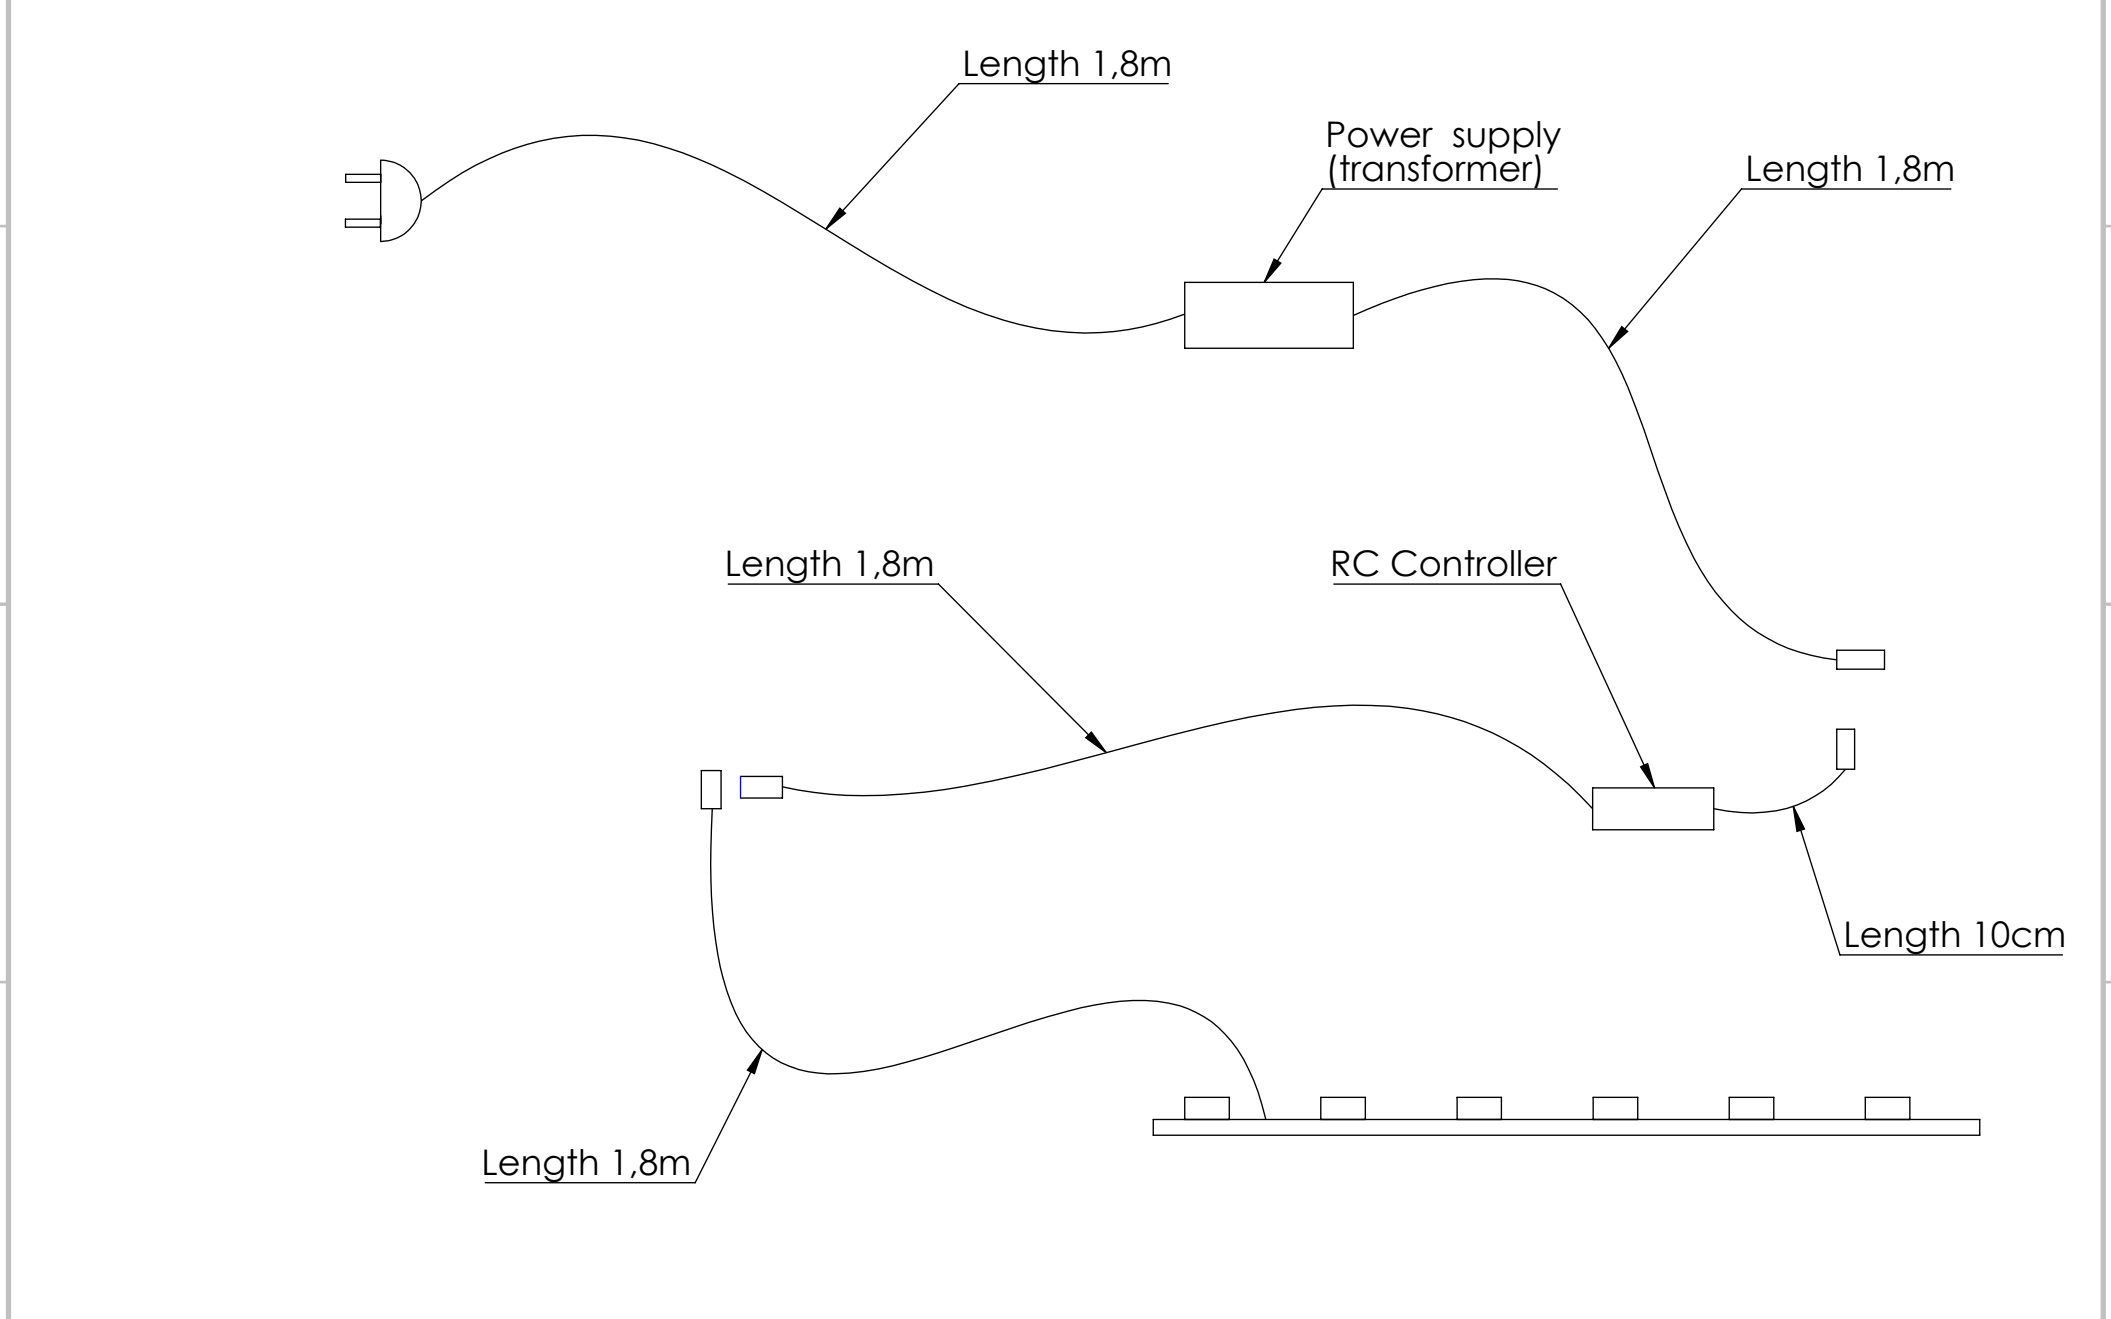 Length 1,8m
Power supply
(transformer)
Length 1,8m
Length 1,8m
RC Controller
Length 10cm
Length 1,8m